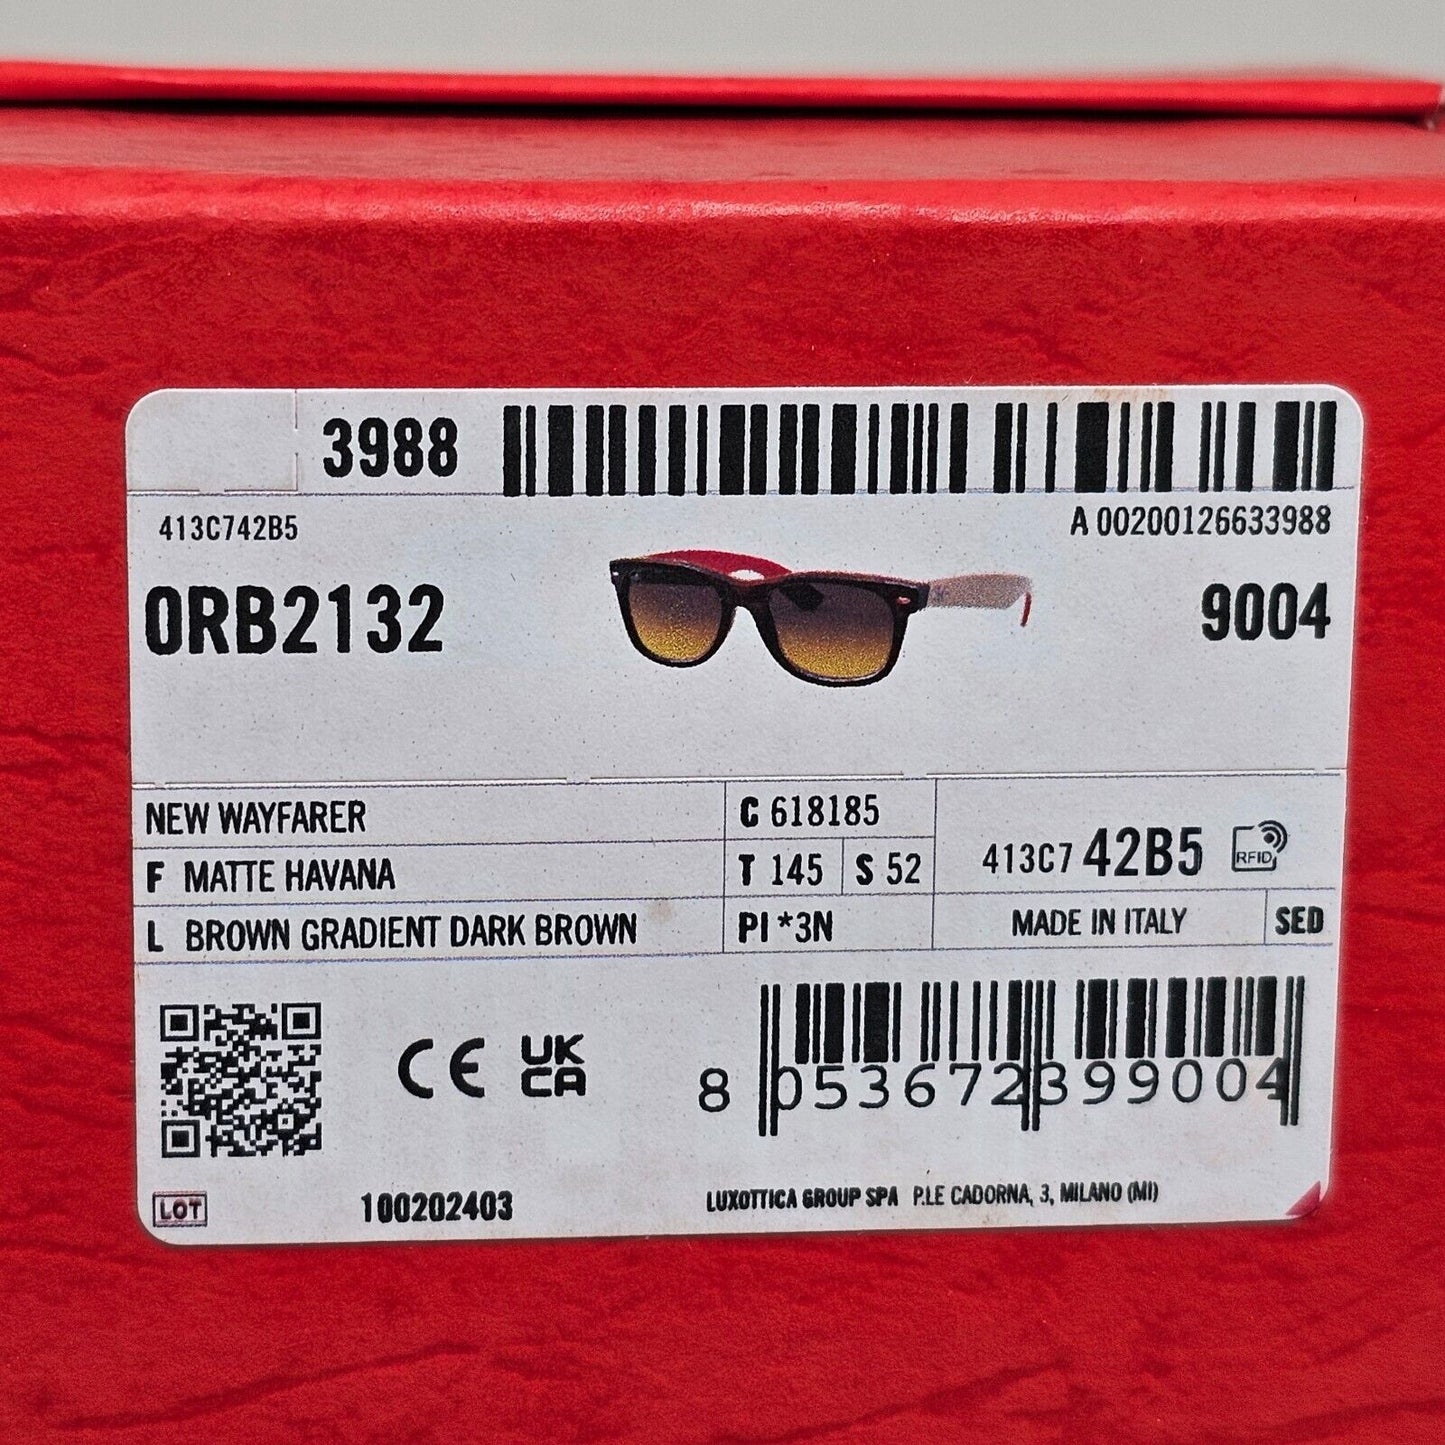 3988
413C742B5
A 00200126633988
0RB2132
9004
NEW WAYFARER
C 618185
F MATTE HAVANA
T 145 S 52
413C7 42B5 RFID
L BROWN GRADIENT DARK BROWN
PI *3N
MADE IN ITALY SED
CE UK CA
8 053672 399004
LOT 100202403
LUXOTTICA GROUP SPA P.LE CADORNA, 3, MILANO (MI)